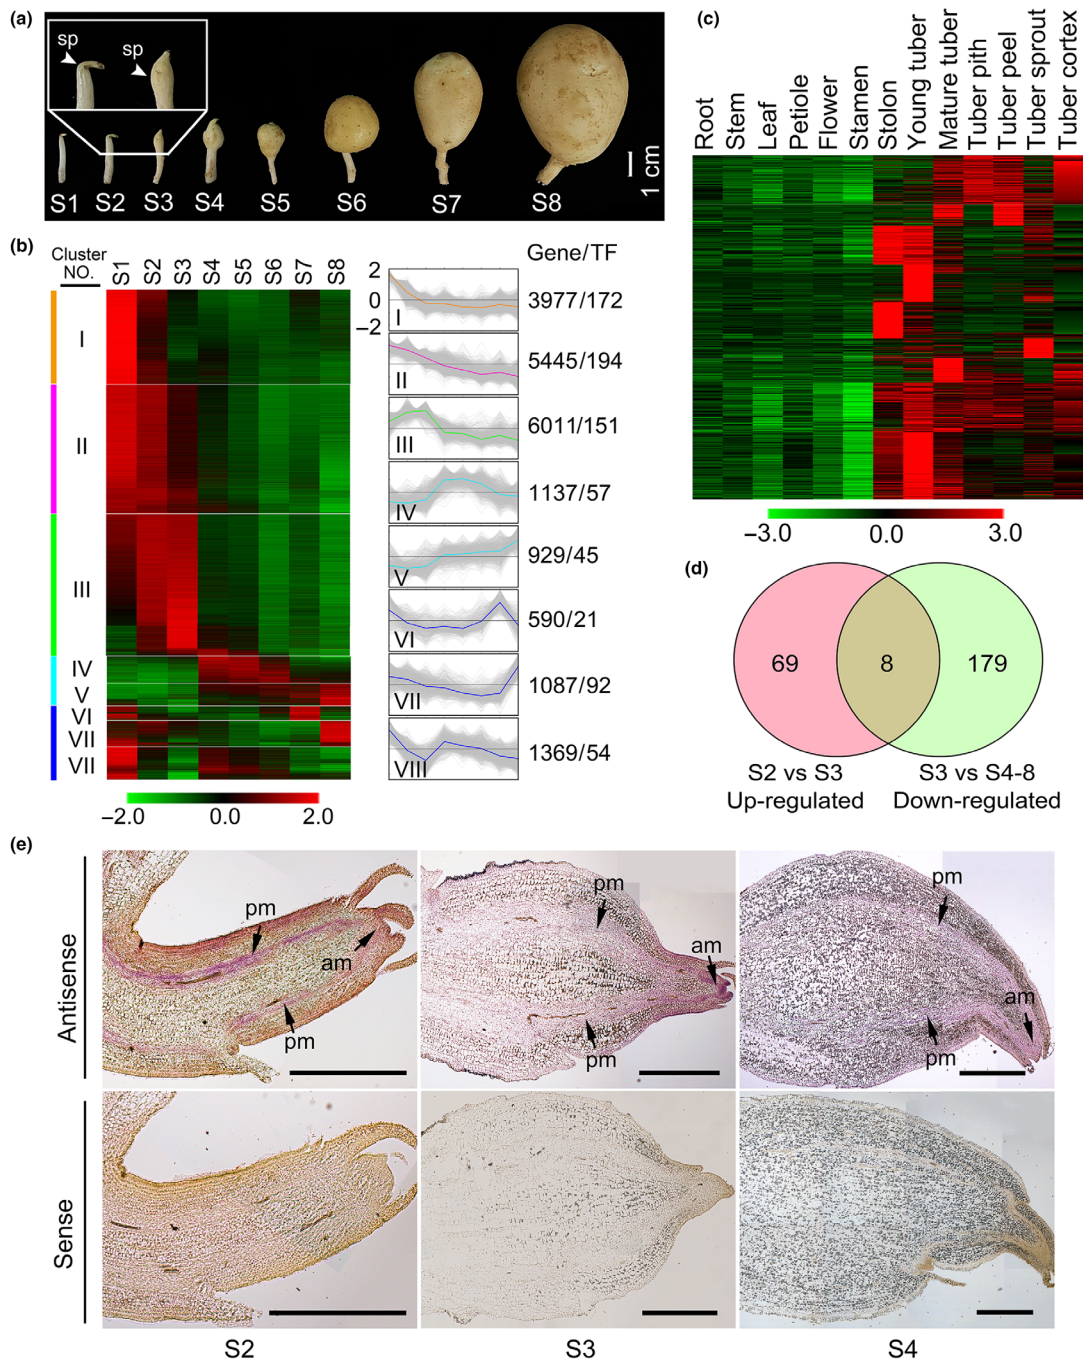 (a)
sp
sp
S1 S2 S3 S4 S5 S6 S7 S8
1 cm
(b)
Cluster
NO.
S1 S2 S3 S4 S5 S6 S7 S8
I
II
III
IV
V
VI
VII
VII
−2.0 0.0 2.0
2
0
−2
Gene/TF
I 3977/172
II 5445/194
III 6011/151
IV 1137/57
V 929/45
VI 590/21
VII 1087/92
VIII 1369/54
(c)
Root
Stem
Leaf
Petiole
Flower
Stamen
Stolon
Young tuber
Mature tuber
Tuber pith
Tuber peel
Tuber sprout
Tuber cortex
−3.0 0.0 3.0
(d)
69 8 179
S2 vs S3
Up-regulated
S3 vs S4-8
Down-regulated
(e)
Antisense
pm
am
pm
pm
am
pm
pm
am
pm
Sense
S2 S3 S4